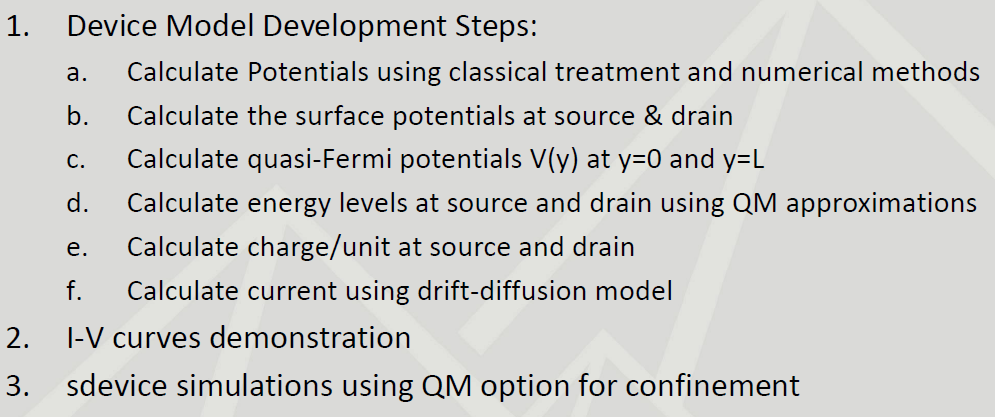 1. Device Model Development Steps:
a. Calculate Potentials using classical treatment and numerical methods
b. Calculate the surface potentials at source & drain
c. Calculate quasi-Fermi potentials V(y) at y=0 and y=L
d. Calculate energy levels at source and drain using QM approximations
e. Calculate charge/unit at source and drain
f. Calculate current using drift-diffusion model
2. I-V curves demonstration
3. sdevice simulations using QM option for confinement